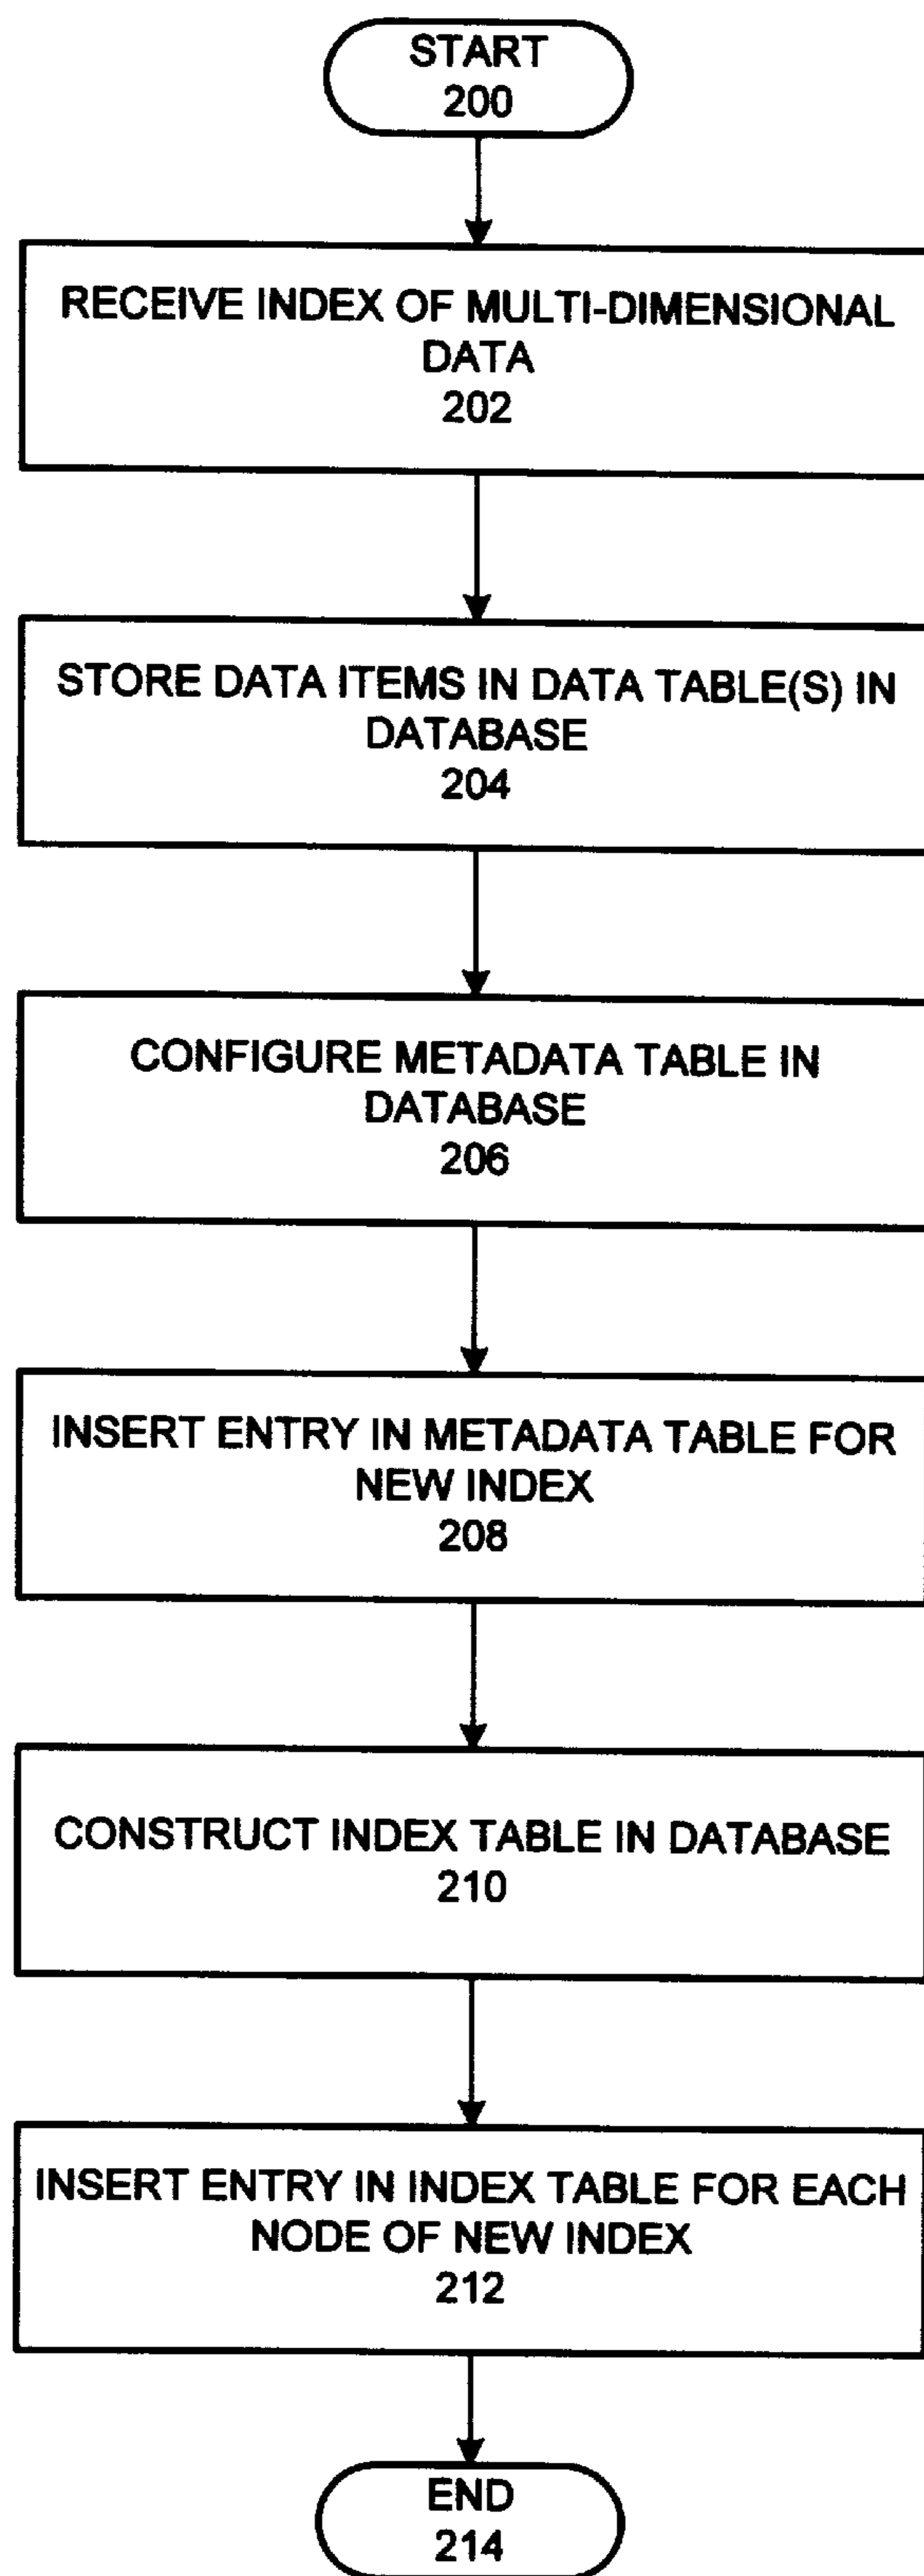 START
200
RECEIVE INDEX OF MULTI-DIMENSIONAL
DATA
202
STORE DATA ITEMS IN DATA TABLE(S) IN
DATABASE
204
CONFIGURE METADATA TABLE IN
DATABASE
206
INSERT ENTRY IN METADATA TABLE FOR
NEW INDEX
208
CONSTRUCT INDEX TABLE IN DATABASE
210
INSERT ENTRY IN INDEX TABLE FOR EACH
NODE OF NEW INDEX
212
END
214